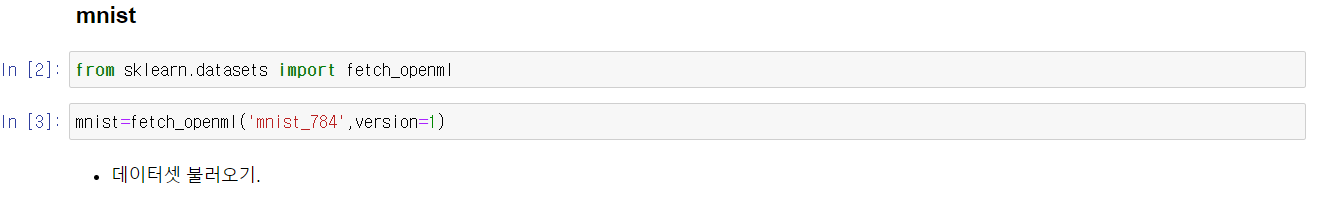 mnist
In [2]: from sklearn.datasets import fetch_openml
In [3]: mnist=fetch_openml('mnist_784',version=1)
• 데이터셋 불러오기.